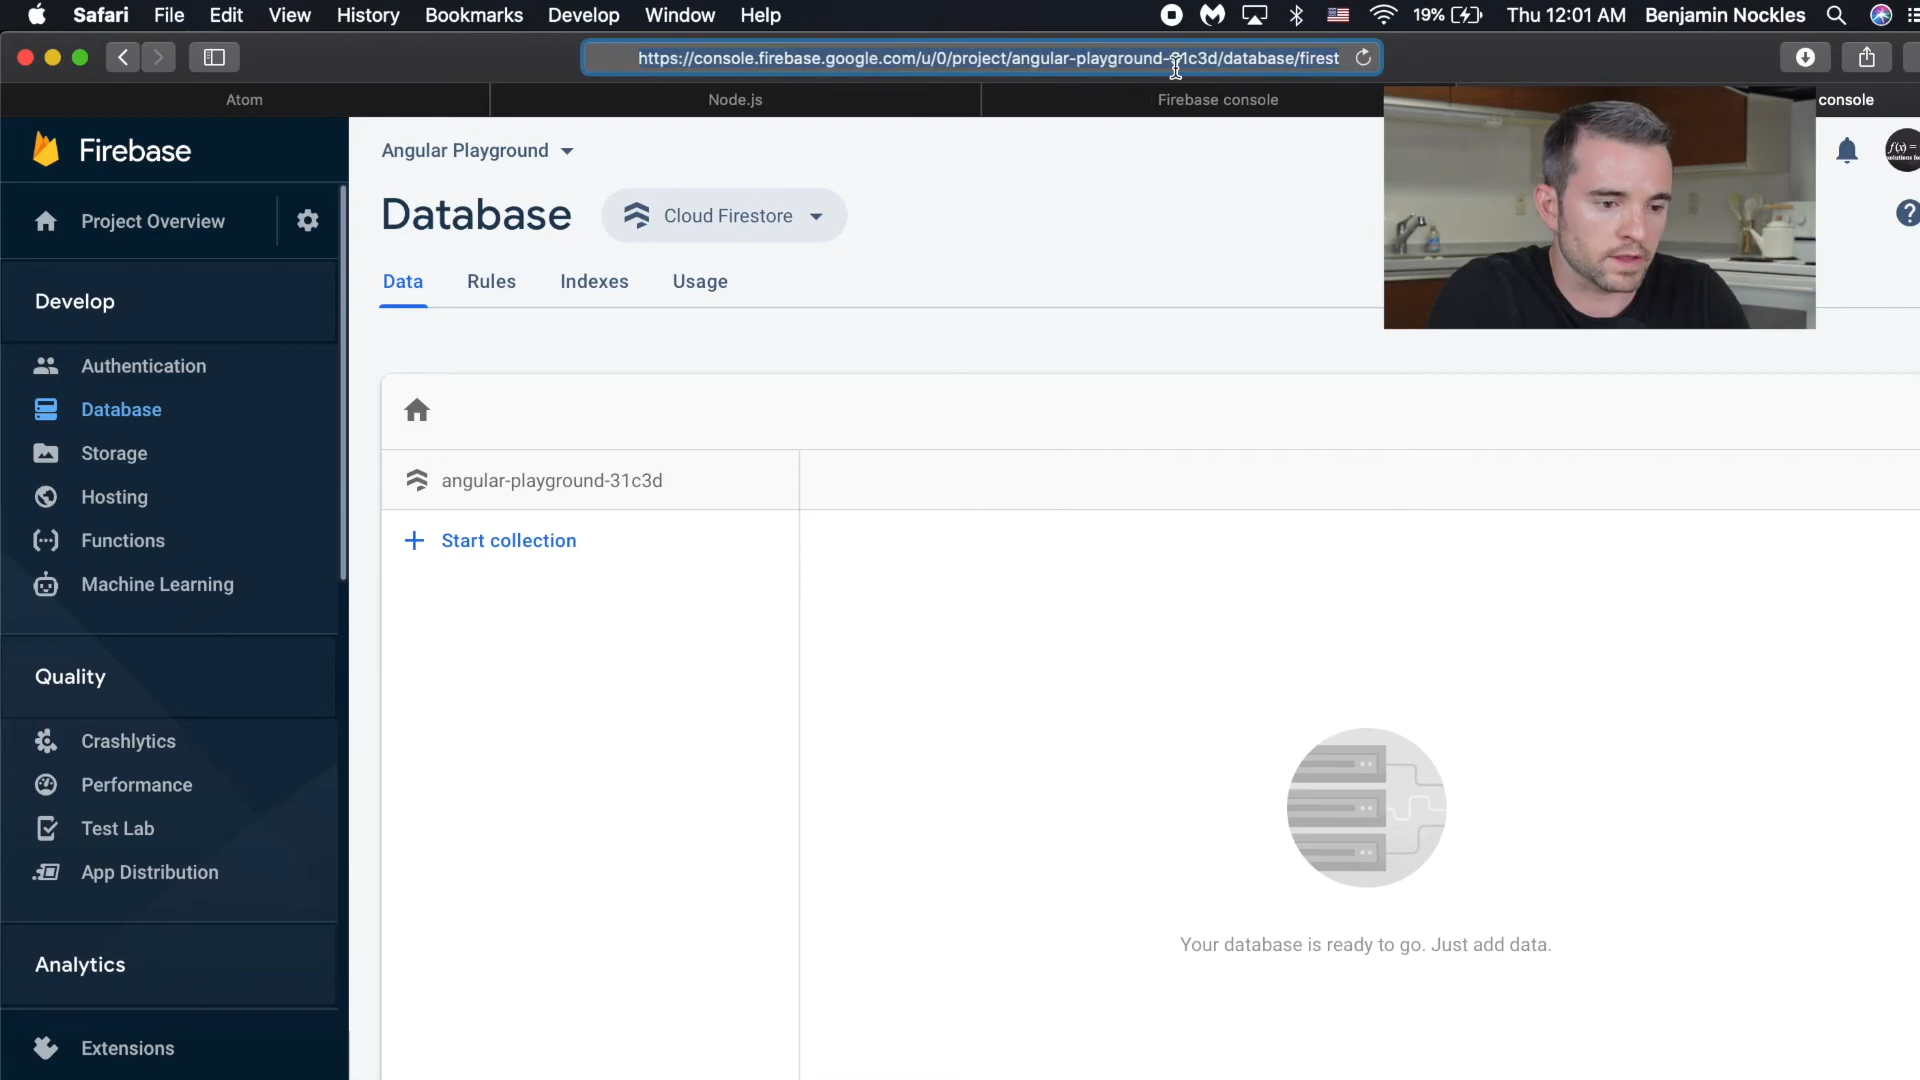 Safari File Edit View History Bookmarks Develop Window Help 19% Thu 12:01 AM Benjamin Nockles
https://console.firebase.google.com/u/0/project/angular-playground-31c3d/database/firest
Atom Node.js Firebase console console
Firebase
Angular Playground
f(x) =
Project Overview
Database Cloud Firestore
?
Develop
Data Rules Indexes Usage
Authentication
Database
Storage
Hosting
Functions
Machine Learning
angular-playground-31c3d
+ Start collection
Quality
Crashlytics
Performance
Test Lab
App Distribution
Your database is ready to go. Just add data.
Analytics
Extensions